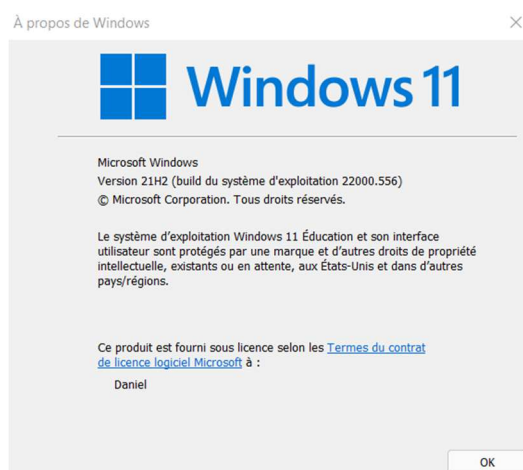 À propos de Windows
Windows 11
Microsoft Windows
Version 21H2 (build du système d'exploitation 22000.556)
© Microsoft Corporation. Tous droits réservés.
Le système d’exploitation Windows 11 Éducation et son interface
utilisateur sont protégés par une marque et d’autres droits de propriété
intellectuelle, existants ou en attente, aux États-Unis et dans d’autres
pays/régions.
Ce produit est fourni sous licence selon les Termes du contrat
de licence logiciel Microsoft à :
Daniel
OK